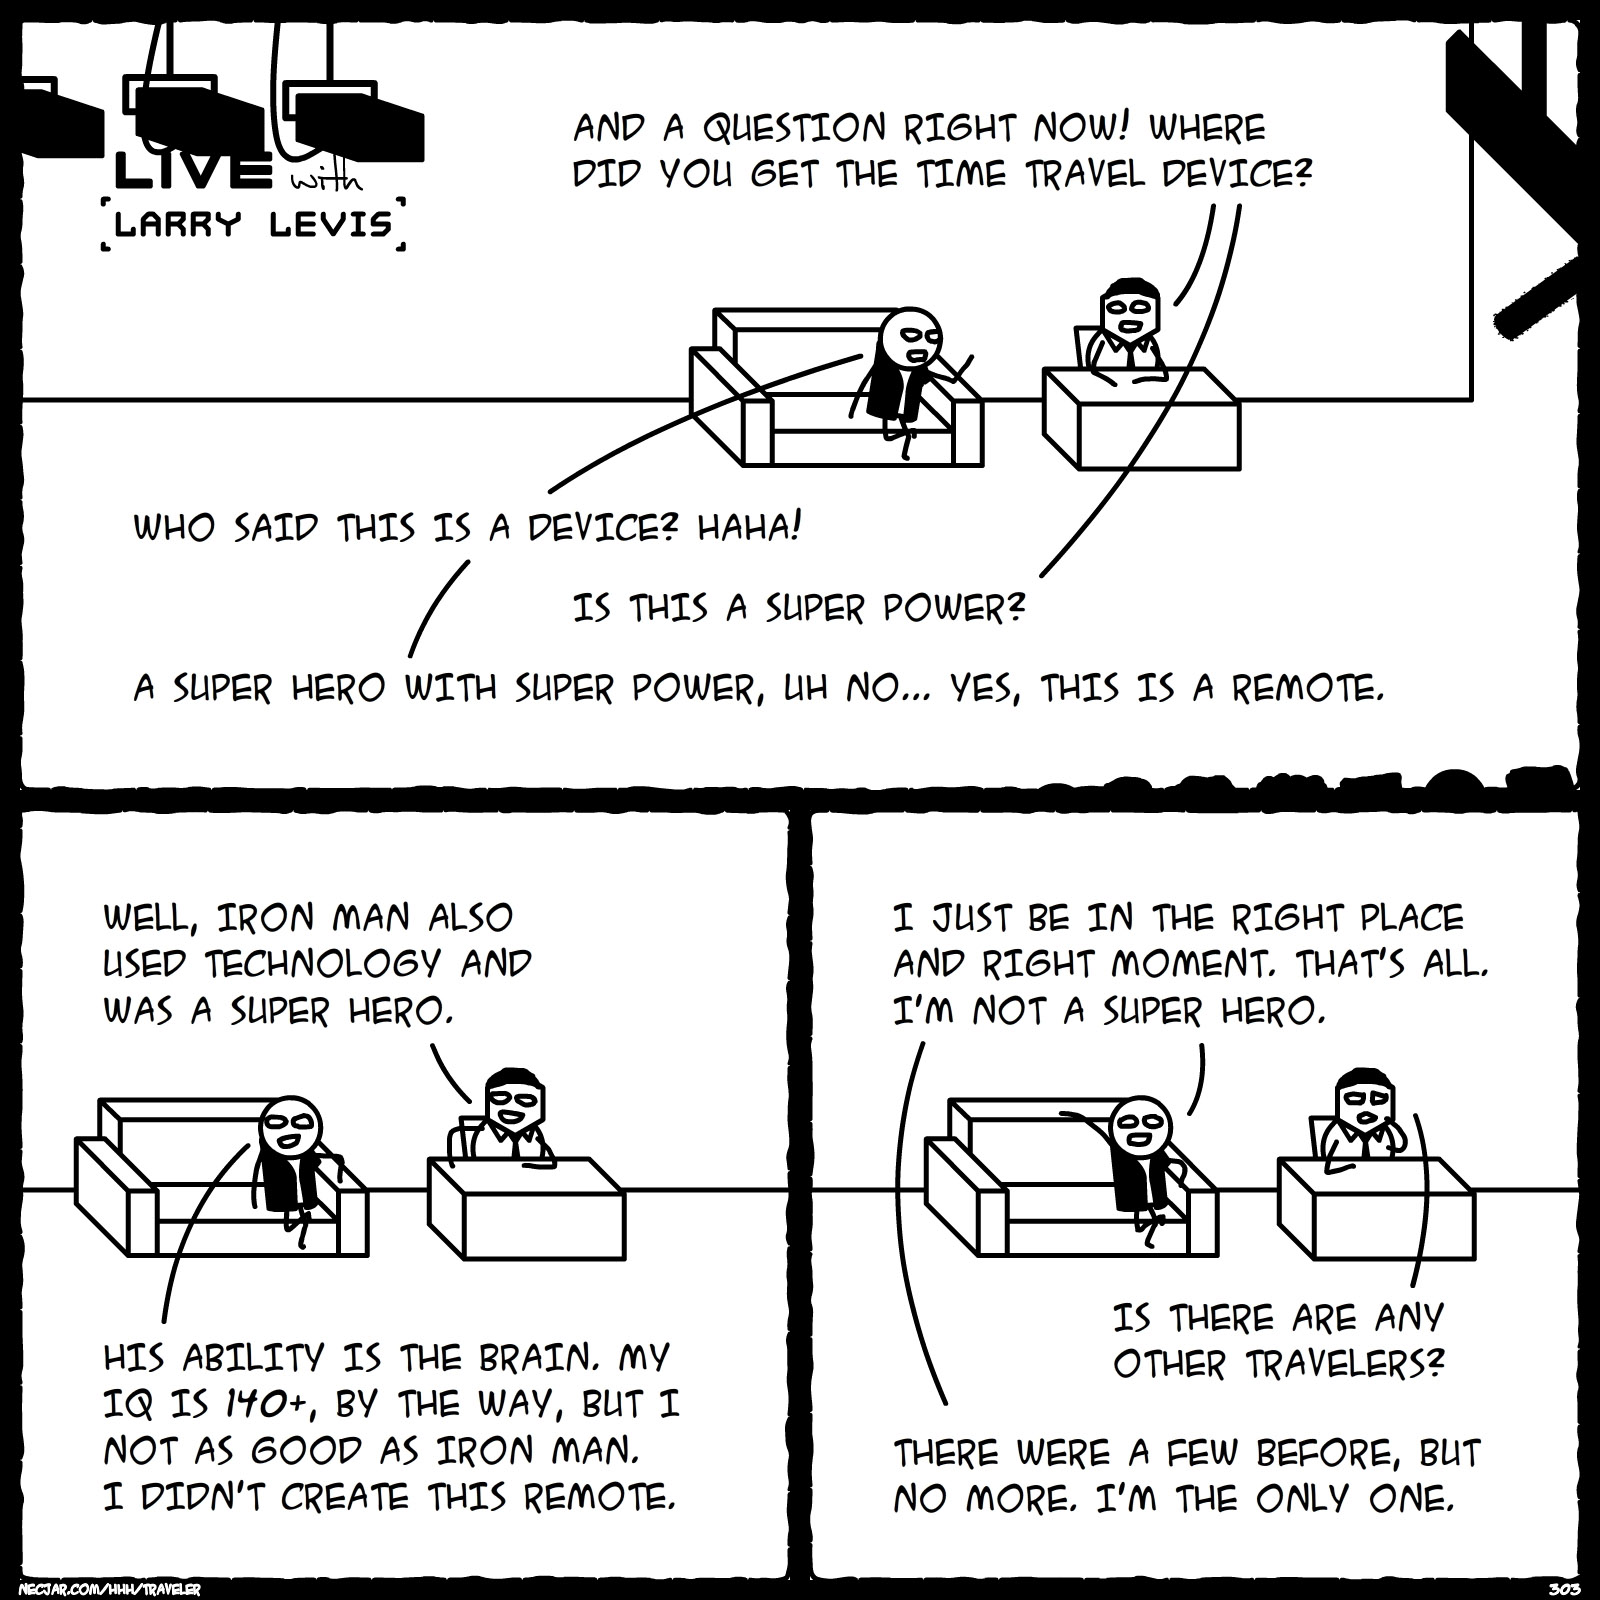 LIVE with
LARRY LEVIS
AND A QUESTION RIGHT NOW! WHERE
DID YOU GET THE TIME TRAVEL DEVICE?
WHO SAID THIS IS A DEVICE? HAHA!
IS THIS A SUPER POWER?
A SUPER HERO WITH SUPER POWER, UH NO... YES, THIS IS A REMOTE.
WELL, IRON MAN ALSO
USED TECHNOLOGY AND
WAS A SUPER HERO.
HIS ABILITY IS THE BRAIN. MY
IQ IS 140+, BY THE WAY, BUT I
NOT AS GOOD AS IRON MAN.
I DIDN'T CREATE THIS REMOTE.
I JUST BE IN THE RIGHT PLACE
AND RIGHT MOMENT. THAT'S ALL.
I'M NOT A SUPER HERO.
IS THERE ARE ANY
OTHER TRAVELERS?
THERE WERE A FEW BEFORE, BUT
NO MORE. I'M THE ONLY ONE.
NECJAR.COM/HHH/TRAVELER
303